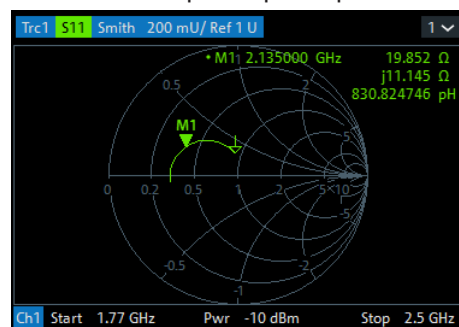 Trc1 S11 Smith 200 mU/ Ref 1 U 1
• M1 2.135000 GHz 19.852 Ω
j11.145 Ω
830.824746 pH
1
0.5
2
M1
5
0
0.2
0.5
1
2
5
10
-5
-0.5
-2
-1
Ch1 Start 1.77 GHz Pwr -10 dBm Stop 2.5 GHz